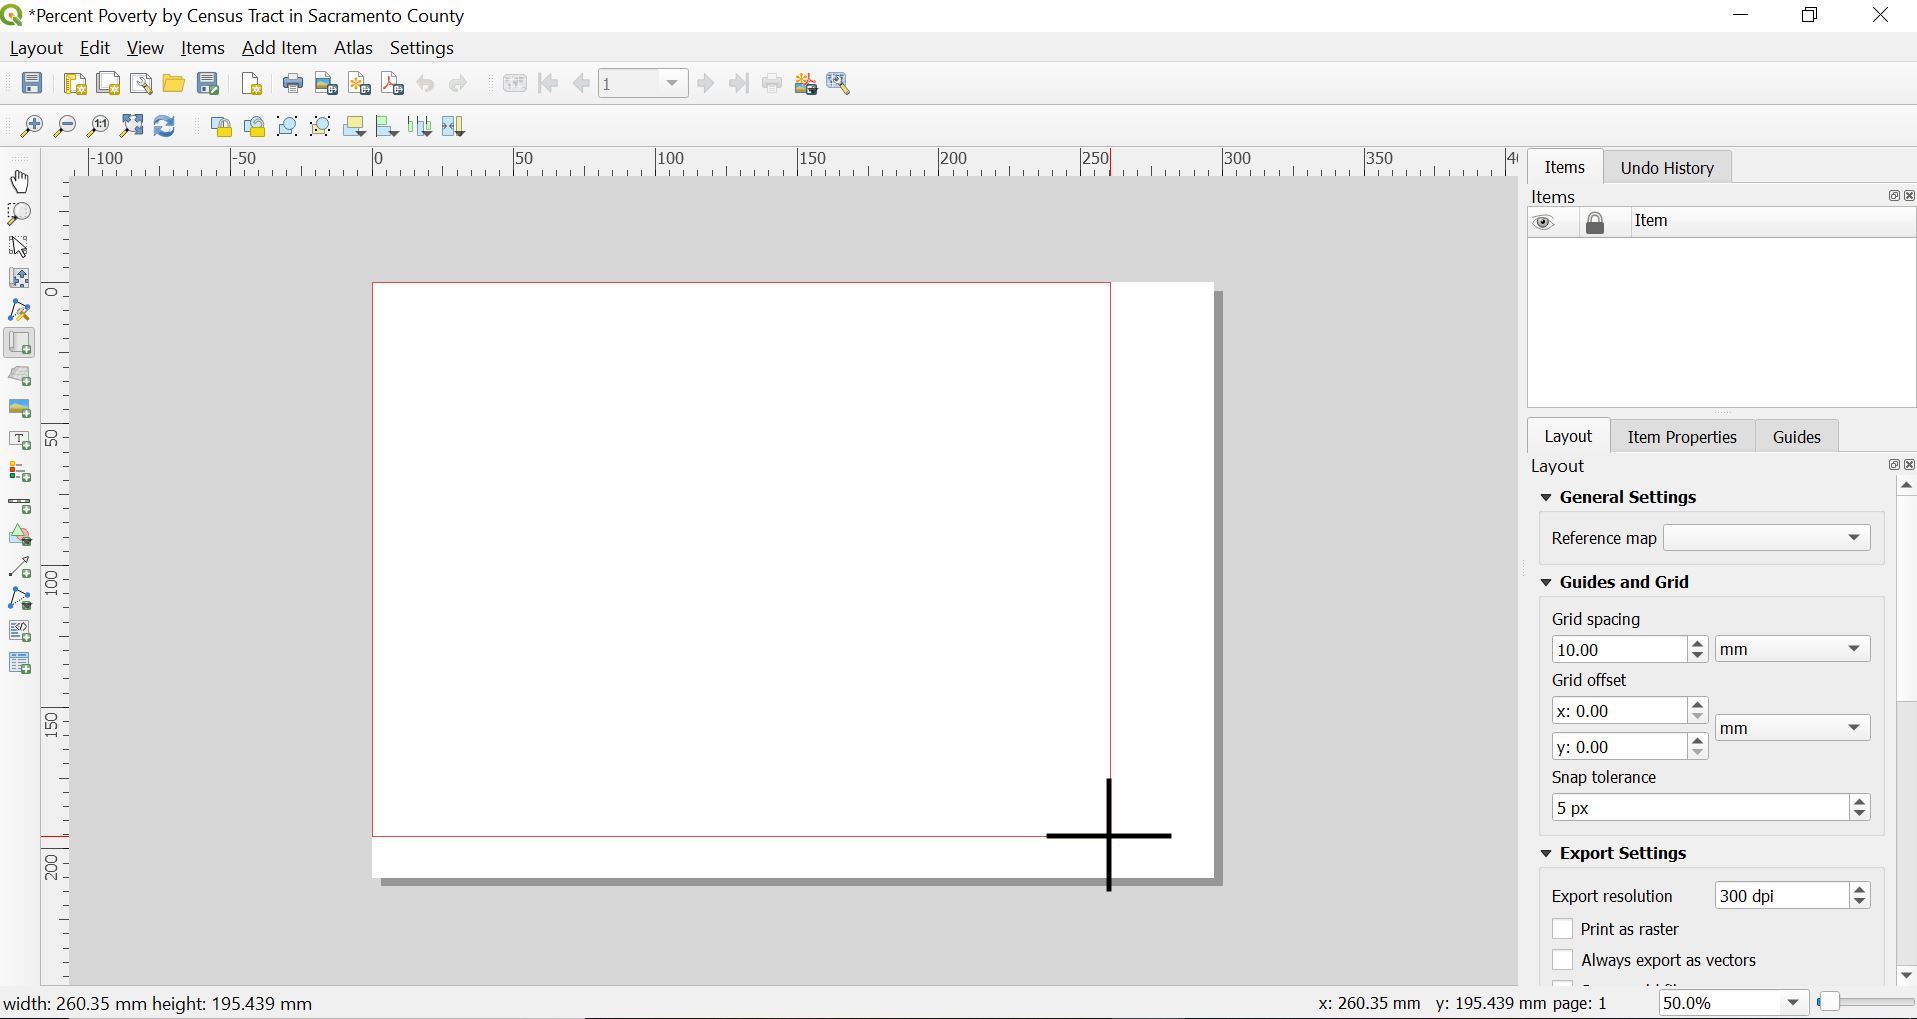 *Percent Poverty by Census Tract in Sacramento County
Layout Edit View Items Add Item Atlas Settings
1
-100 -50 0 50 100 150 200 250 300 350
0
50
100
150
200
Items Undo History
Items
Item
Layout Item Properties Guides
Layout
General Settings
Reference map
Guides and Grid
Grid spacing
10.00 mm
Grid offset
x: 0.00
mm
y: 0.00
Snap tolerance
5 px
Export Settings
Export resolution 300 dpi
Print as raster
Always export as vectors
width: 260.35 mm height: 195.439 mm x: 260.35 mm y: 195.439 mm page: 1 50.0%